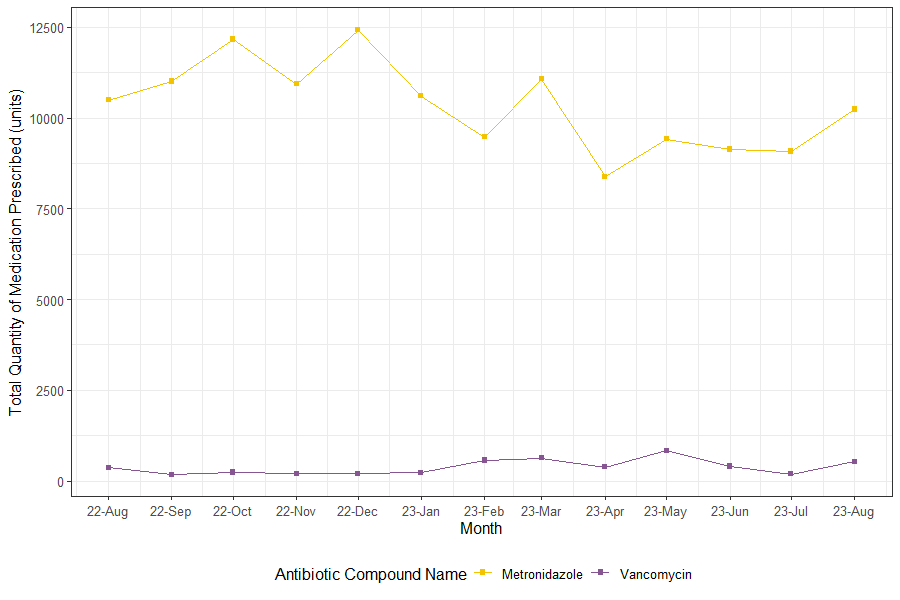 Total Quantity of Medication Prescribed (units)
12500
10000
7500
5000
2500
0
22-Aug 22-Sep 22-Oct 22-Nov 22-Dec 23-Jan 23-Feb 23-Mar 23-Apr 23-May 23-Jun 23-Jul 23-Aug
Month
Antibiotic Compound Name Metronidazole Vancomycin